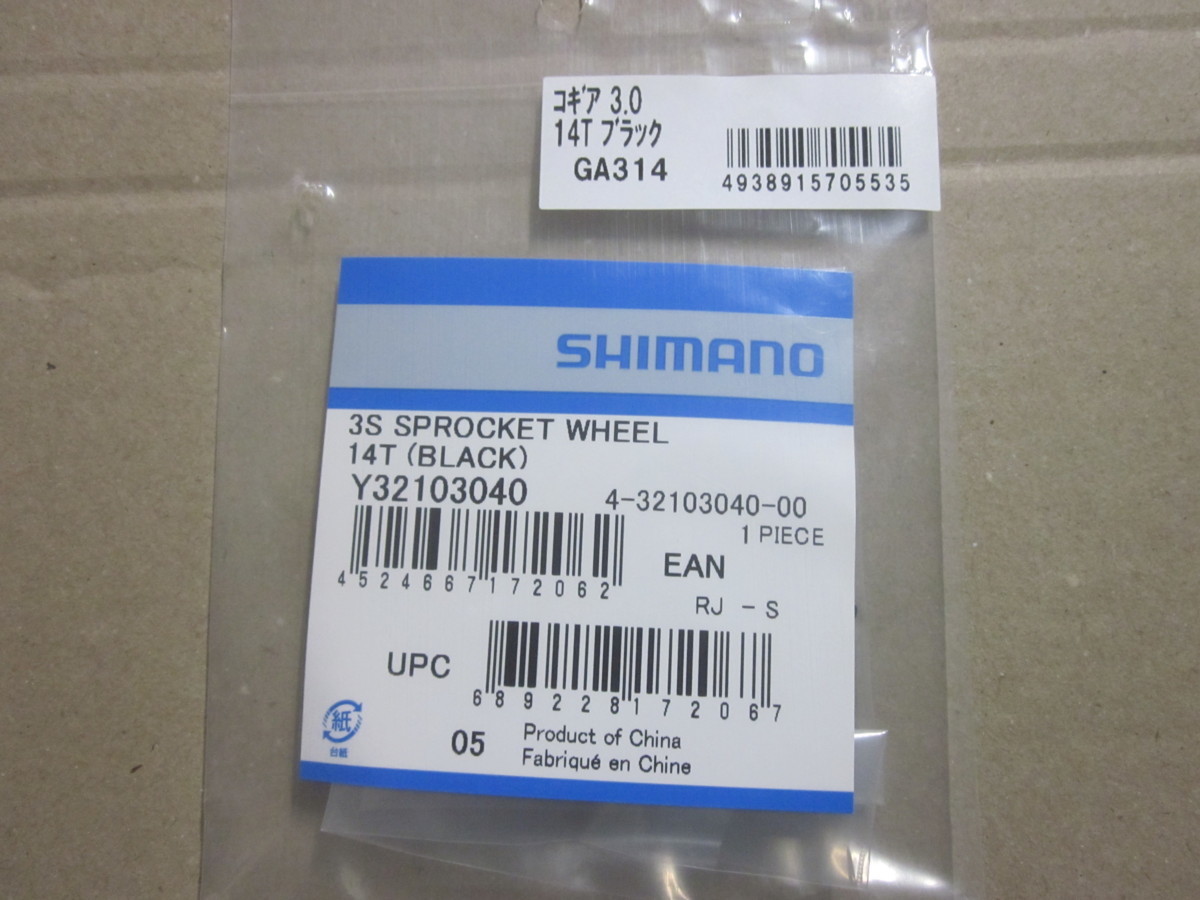 コギア 3.0
14T ブラック
GA314
4938915705535
SHIMANO
3S SPROCKET WHEEL
14T (BLACK)
Y32103040
4-32103040-00
1 PIECE
4524667172062
EAN
RJ - S
UPC
689228172067
紙
台紙
05
Product of China
Fabriqué en Chine